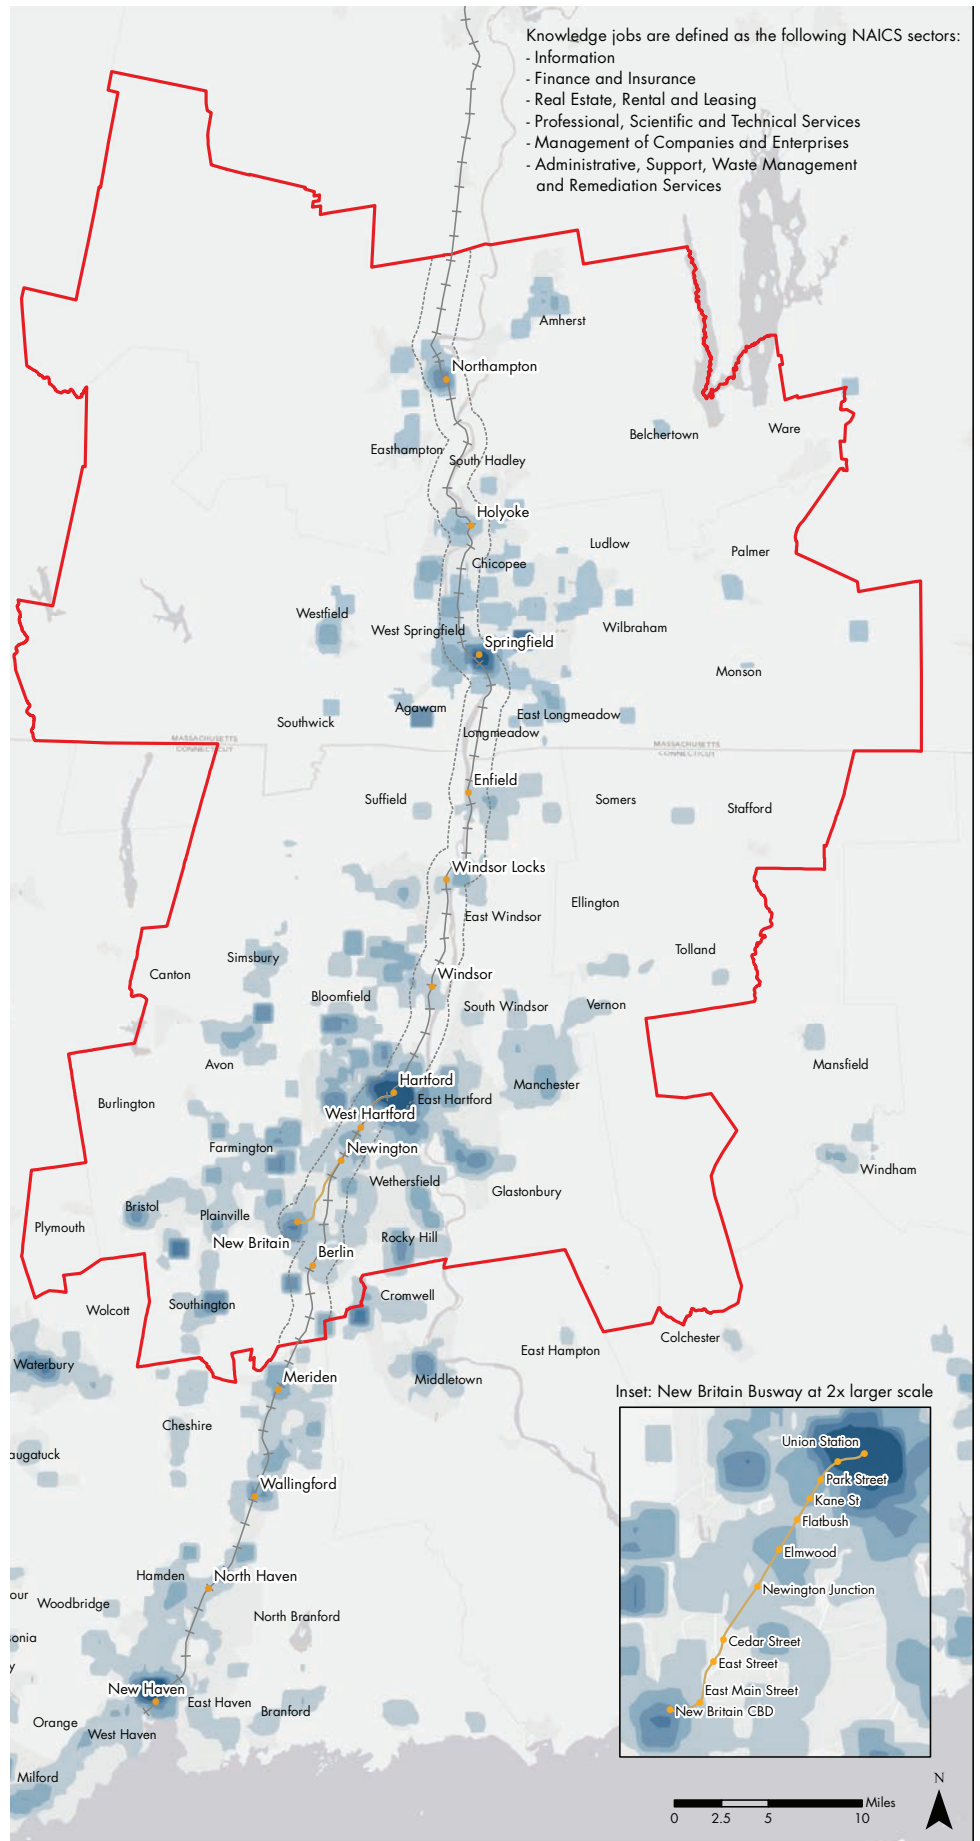 Knowledge jobs are defined as the following NAICS sectors:
- Information
- Finance and Insurance
- Real Estate, Rental and Leasing
- Professional, Scientific and Technical Services
- Management of Companies and Enterprises
- Administrative, Support, Waste Management
and Remediation Services
Amherst
Northampton
Belchertown
Ware
Easthampton
South Hadley
Holyoke
Ludlow
Palmer
Chicopee
Westfield
West Springfield
Wilbraham
Springfield
Monson
Agawam
East Longmeadow
Southwick
Longmeadow
MASSACHUSETTS
CONNECTICUT
MASSACHUSETTS
CONNECTICUT
Enfield
Suffield
Somers
Stafford
Windsor Locks
Ellington
East Windsor
Tolland
Simsbury
Canton
Windsor
Bloomfield
South Windsor
Vernon
Avon
Mansfield
Hartford
Manchester
Burlington
East Hartford
West Hartford
Farmington
Newington
Windham
Wethersfield
Glastonbury
Bristol
Plainville
Plymouth
New Britain
Rocky Hill
Berlin
Cromwell
Wolcott
Southington
Colchester
East Hampton
Waterbury
Meriden
Middletown
Inset: New Britain Busway at 2x larger scale
Cheshire
Union Station
augatuck
Park Street
Wallingford
Kane St
Flatbush
Elmwood
Hamden
North Haven
Newington Junction
our
Woodbridge
North Branford
sonia
Cedar Street
y
East Street
New Haven
East Main Street
East Haven
Branford
New Britain CBD
Orange
West Haven
Milford
N
Miles
0 2.5 5 10